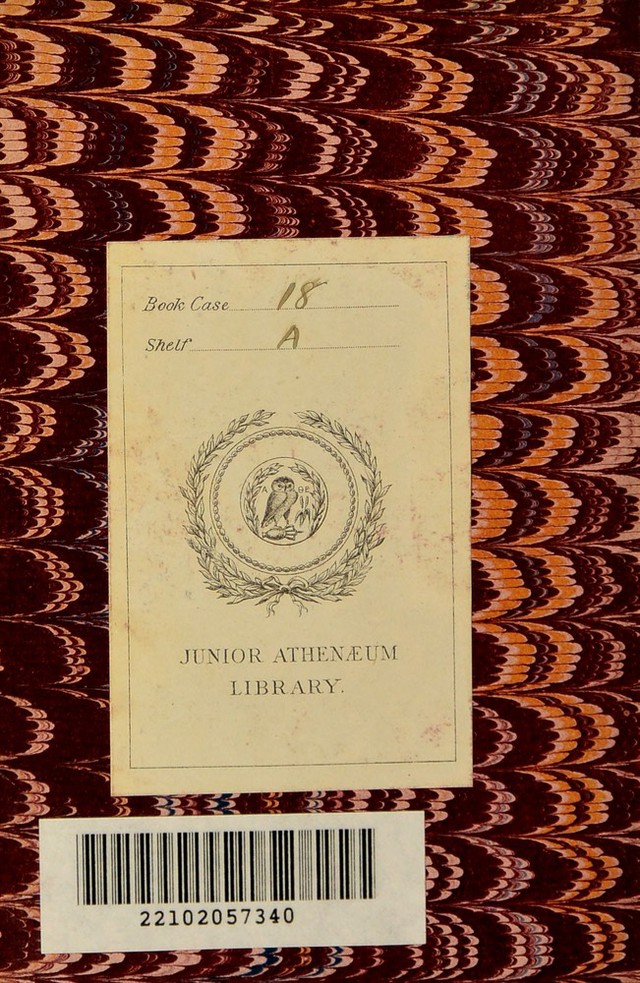 Book Case 18
Shelf A
JUNIOR ATHENÆUM
LIBRARY.
22102057340